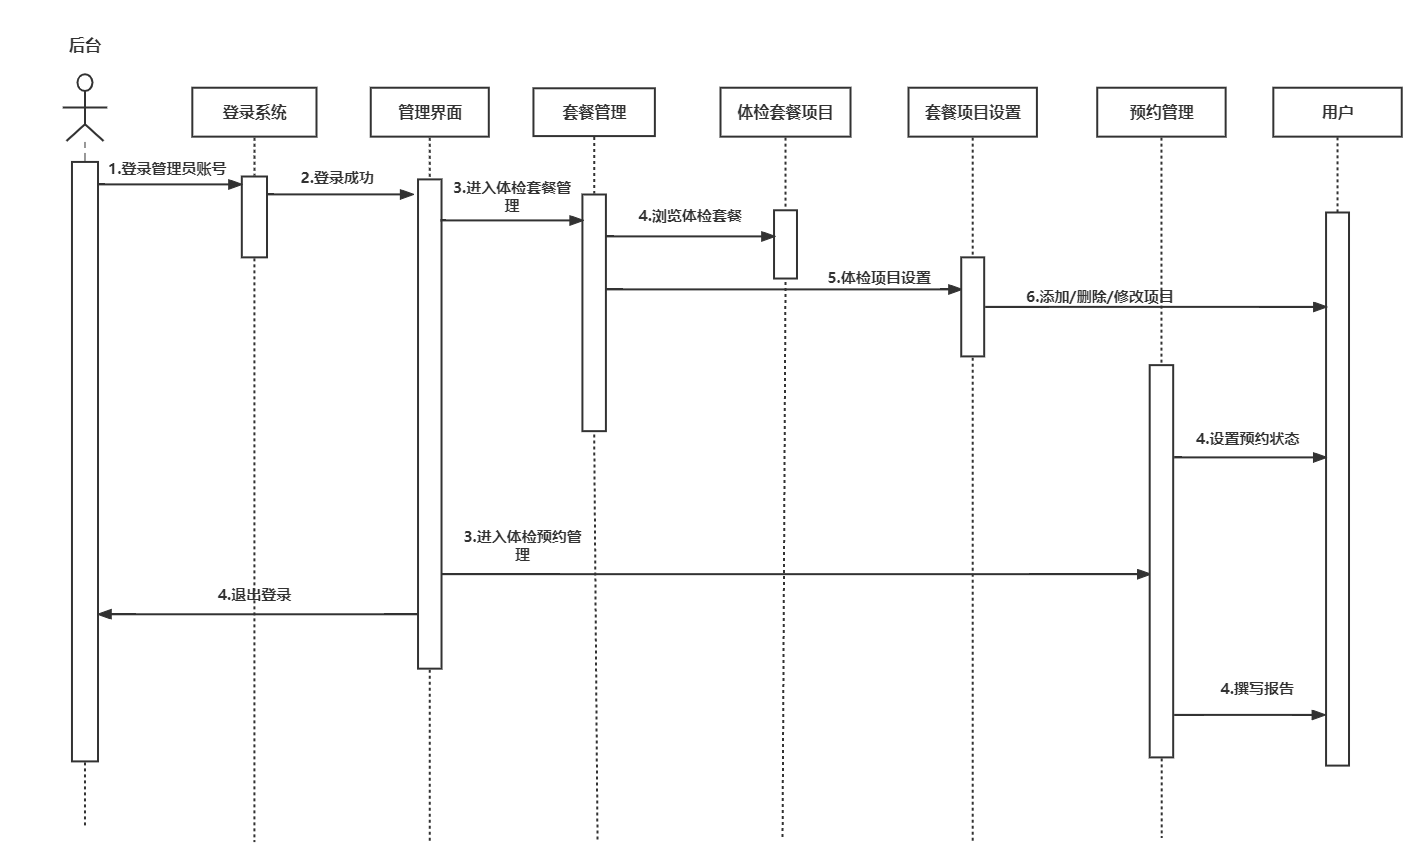 后台
登录系统
管理界面
套餐管理
体检套餐项目
套餐项目设置
预约管理
用户
1.登录管理员账号
2.登录成功
3.进入体检套餐管
理
4.浏览体检套餐
5.体检项目设置
6.添加/删除/修改项目
4.设置预约状态
3.进入体检预约管
理
4.退出登录
4.撰写报告